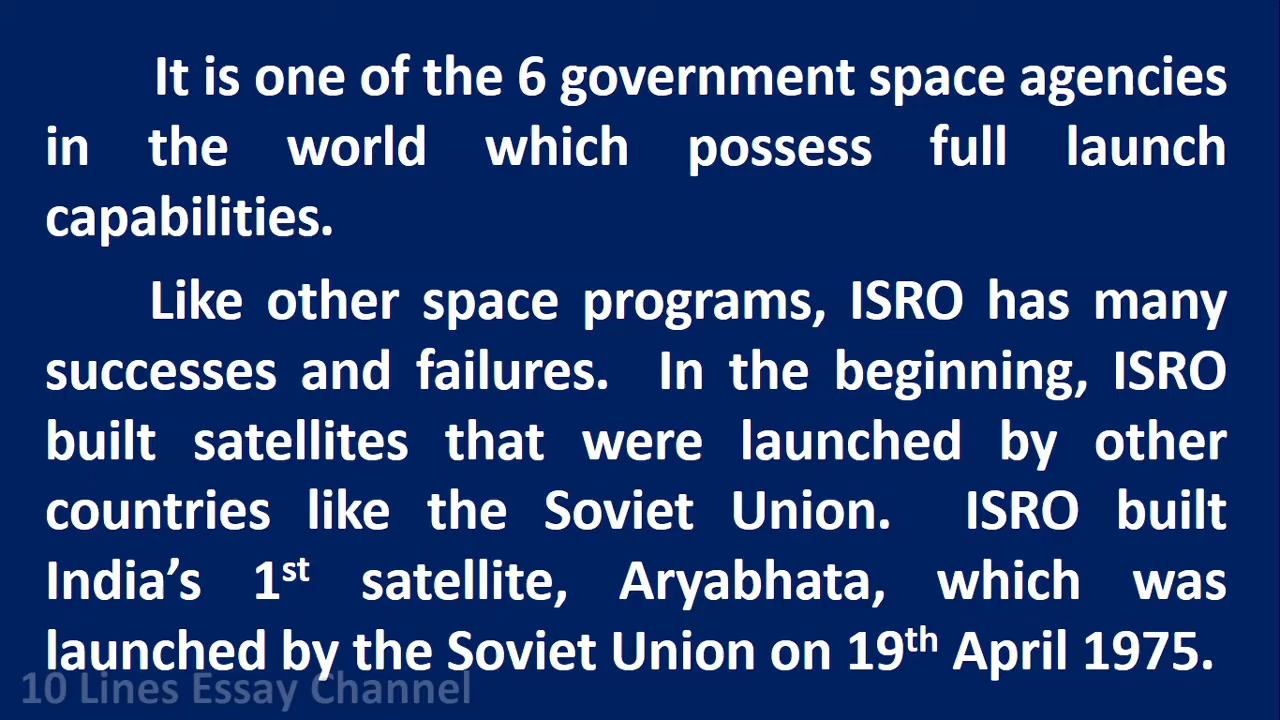 It is one of the 6 government space agencies
in the world which possess full launch
capabilities.
Like other space programs, ISRO has many
successes and failures. In the beginning, ISRO
built satellites that were launched by other
countries like the Soviet Union. ISRO built
India’s 1st satellite, Aryabhata, which was
launched by the Soviet Union on 19th April 1975.
10 Lines Essay Channel